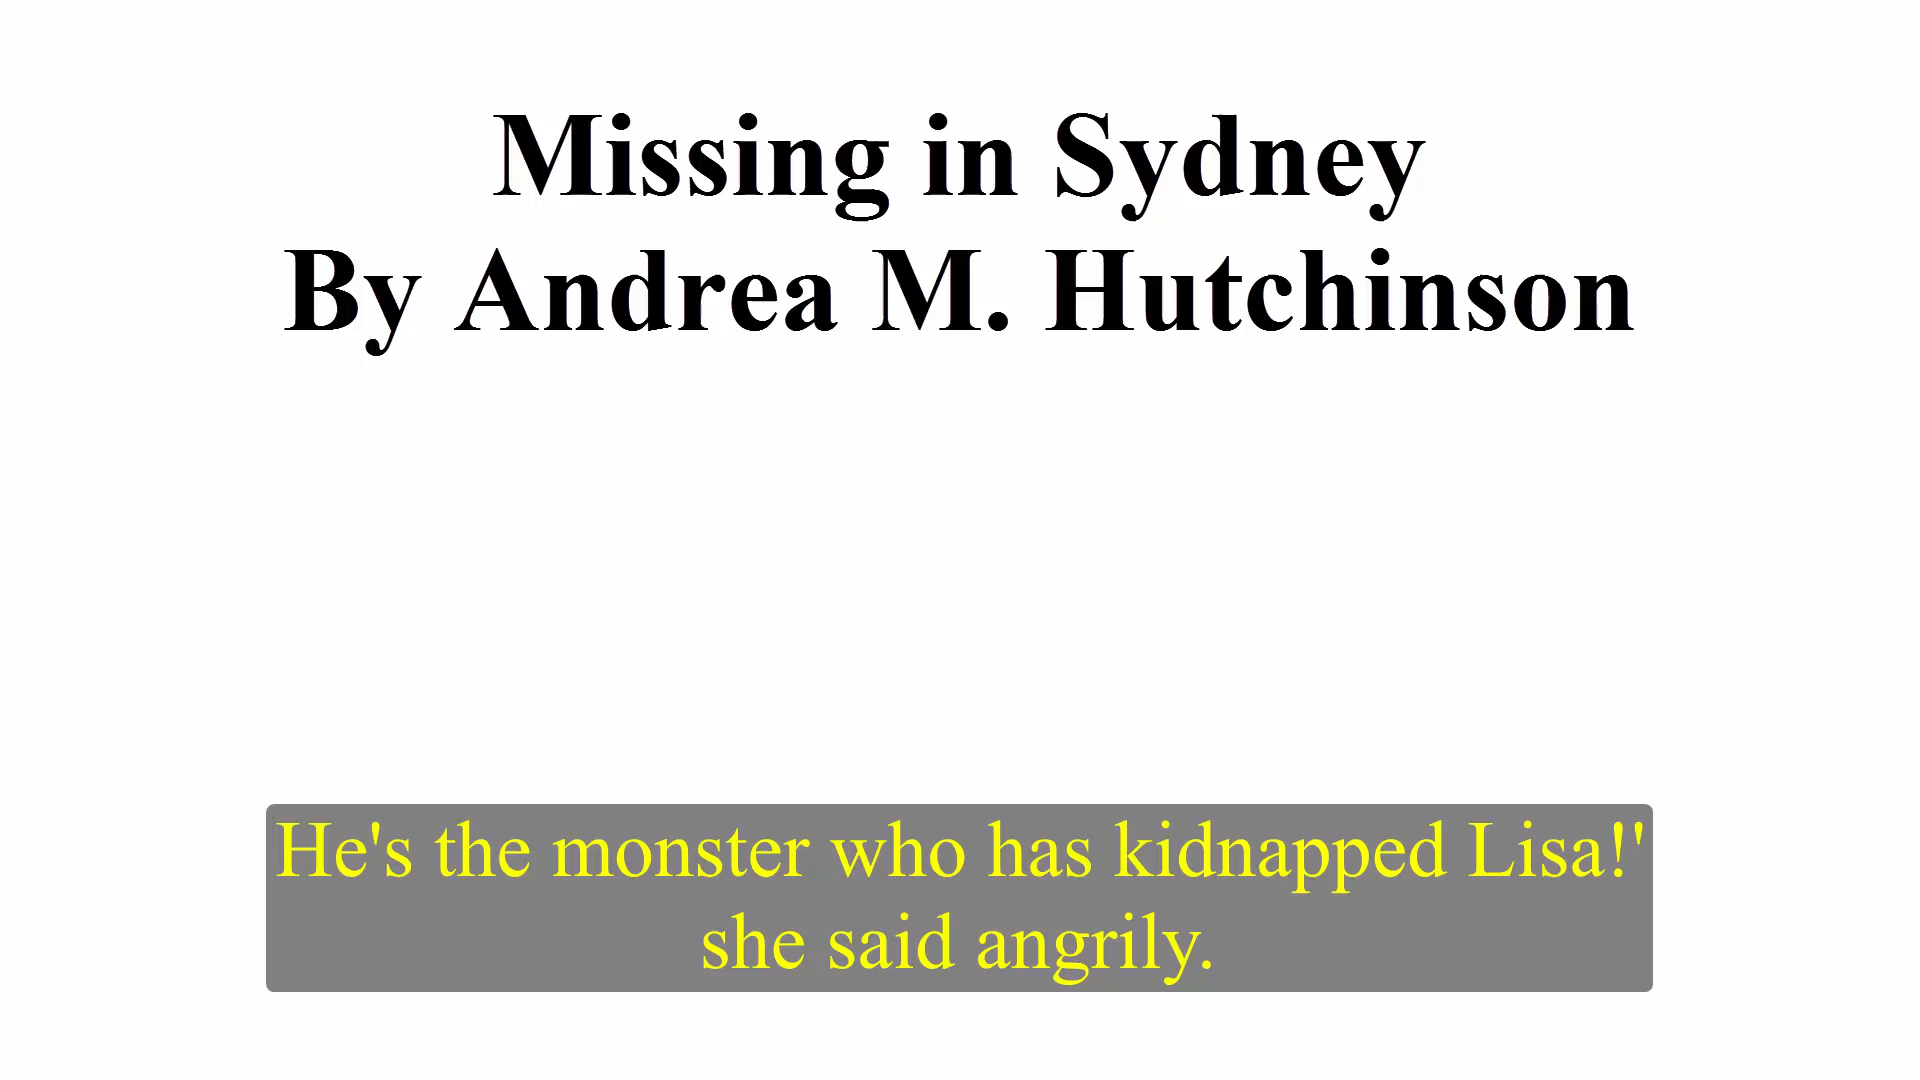 Missing in Sydney
By Andrea M. Hutchinson
He's the monster who has kidnapped Lisa!'
she said angrily.